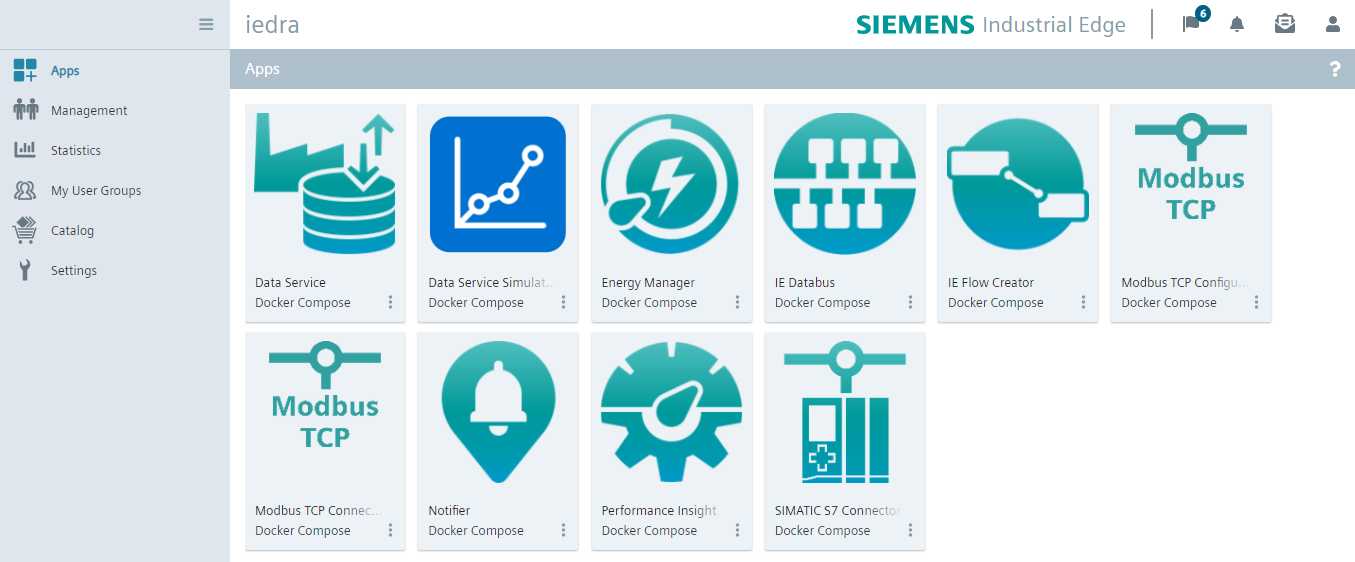 iedra
SIEMENS Industrial Edge
6
Apps
Management
Statistics
My User Groups
Catalog
Settings
Apps
?
Data Service
Docker Compose
Data Service Simulat...
Docker Compose
Energy Manager
Docker Compose
IE Databus
Docker Compose
IE Flow Creator
Docker Compose
Modbus
TCP
Modbus TCP Configu...
Docker Compose
Modbus
TCP
Modbus TCP Connec...
Docker Compose
Notifier
Docker Compose
Performance Insight
Docker Compose
SIMATIC S7 Connector
Docker Compose